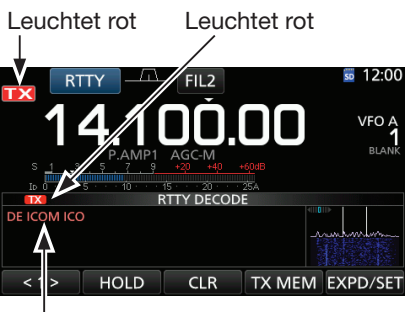 Leuchtet rot Leuchtet rot
TX RTTY FIL2 SD 12:00
14.100.00 VFO A
1
P.AMP1 AGC-M BLANK
S 1 3 5 7 9 +20 +40 +60dB
ID 0 5 10 15 20 25A
TX RTTY DECODE
DE ICOM ICO
< 1 > HOLD CLR TX MEM EXPD/SET